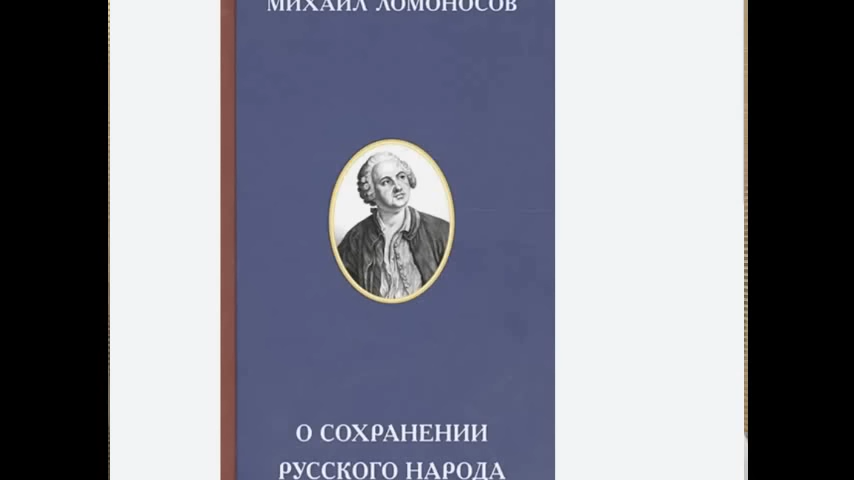 МИХАИЛ ЛОМОНОСОВ
О СОХРАНЕНИИ
РУССКОГО НАРОДА